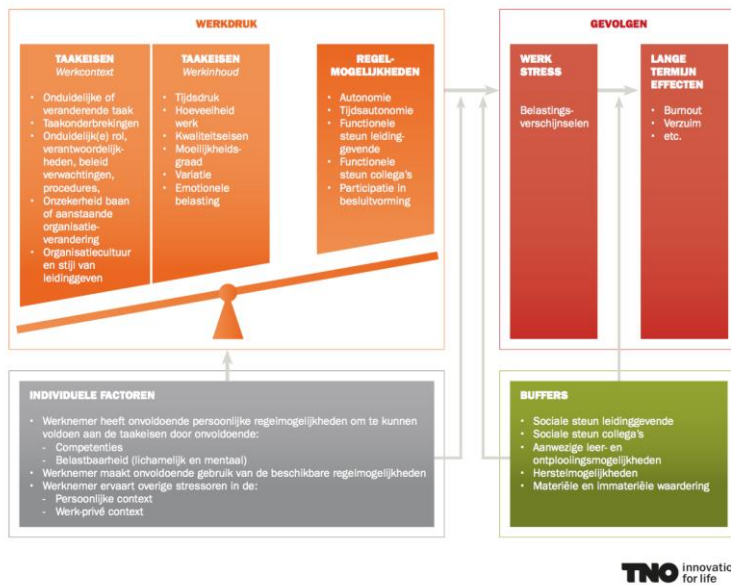 WERKDRUK
TAAKEISEN
Werkcontext
• Onduidelijke of
veranderende taak
• Taakonderbrekingen
• Onduidelijk(e) rol,
verantwoordelijk-
heden, beleid
verwachtingen,
procedures,
• Onzekerheid baan
of aanstaande
organisatie-
verandering
• Organisatiecultuur
en stijl van
leidinggeven
TAAKEISEN
Werkinhoud
• Tijdsdruk
• Hoeveelheid
werk
• Kwaliteitseisen
• Moeilijkheids-
graad
• Variatie
• Emotionele
belasting
REGEL-
MOGELIJKHEDEN
• Autonomie
• Tijdsautonomie
• Functionele
steun leiding-
gevende
• Functionele
steun collega's
• Participatie in
besluitvorming
GEVOLGEN
WERK
STRESS
Belastings-
verschijnselen
LANGE
TERMIJN
EFFECTEN
• Burnout
• Verzuim
• etc.
INDIVIDUELE FACTOREN
• Werknemer heeft onvoldoende persoonlijke regelmogelijkheden om te kunnen
voldoen aan de taakeisen door onvoldoende:
- Competenties
- Belastbaarheid (lichamelijk en mentaal)
• Werknemer maakt onvoldoende gebruik van de beschikbare regelmogelijkheden
• Werknemer ervaart overige stressoren in de:
- Persoonlijke context
- Werk-privé context
BUFFERS
• Sociale steun leidinggevende
• Sociale steun collega's
• Aanwezige leer- en
ontplooiingsmogelijkheden
• Herstelmogelijkheden
• Materiële en immateriële waardering
TNO innovatio
for life